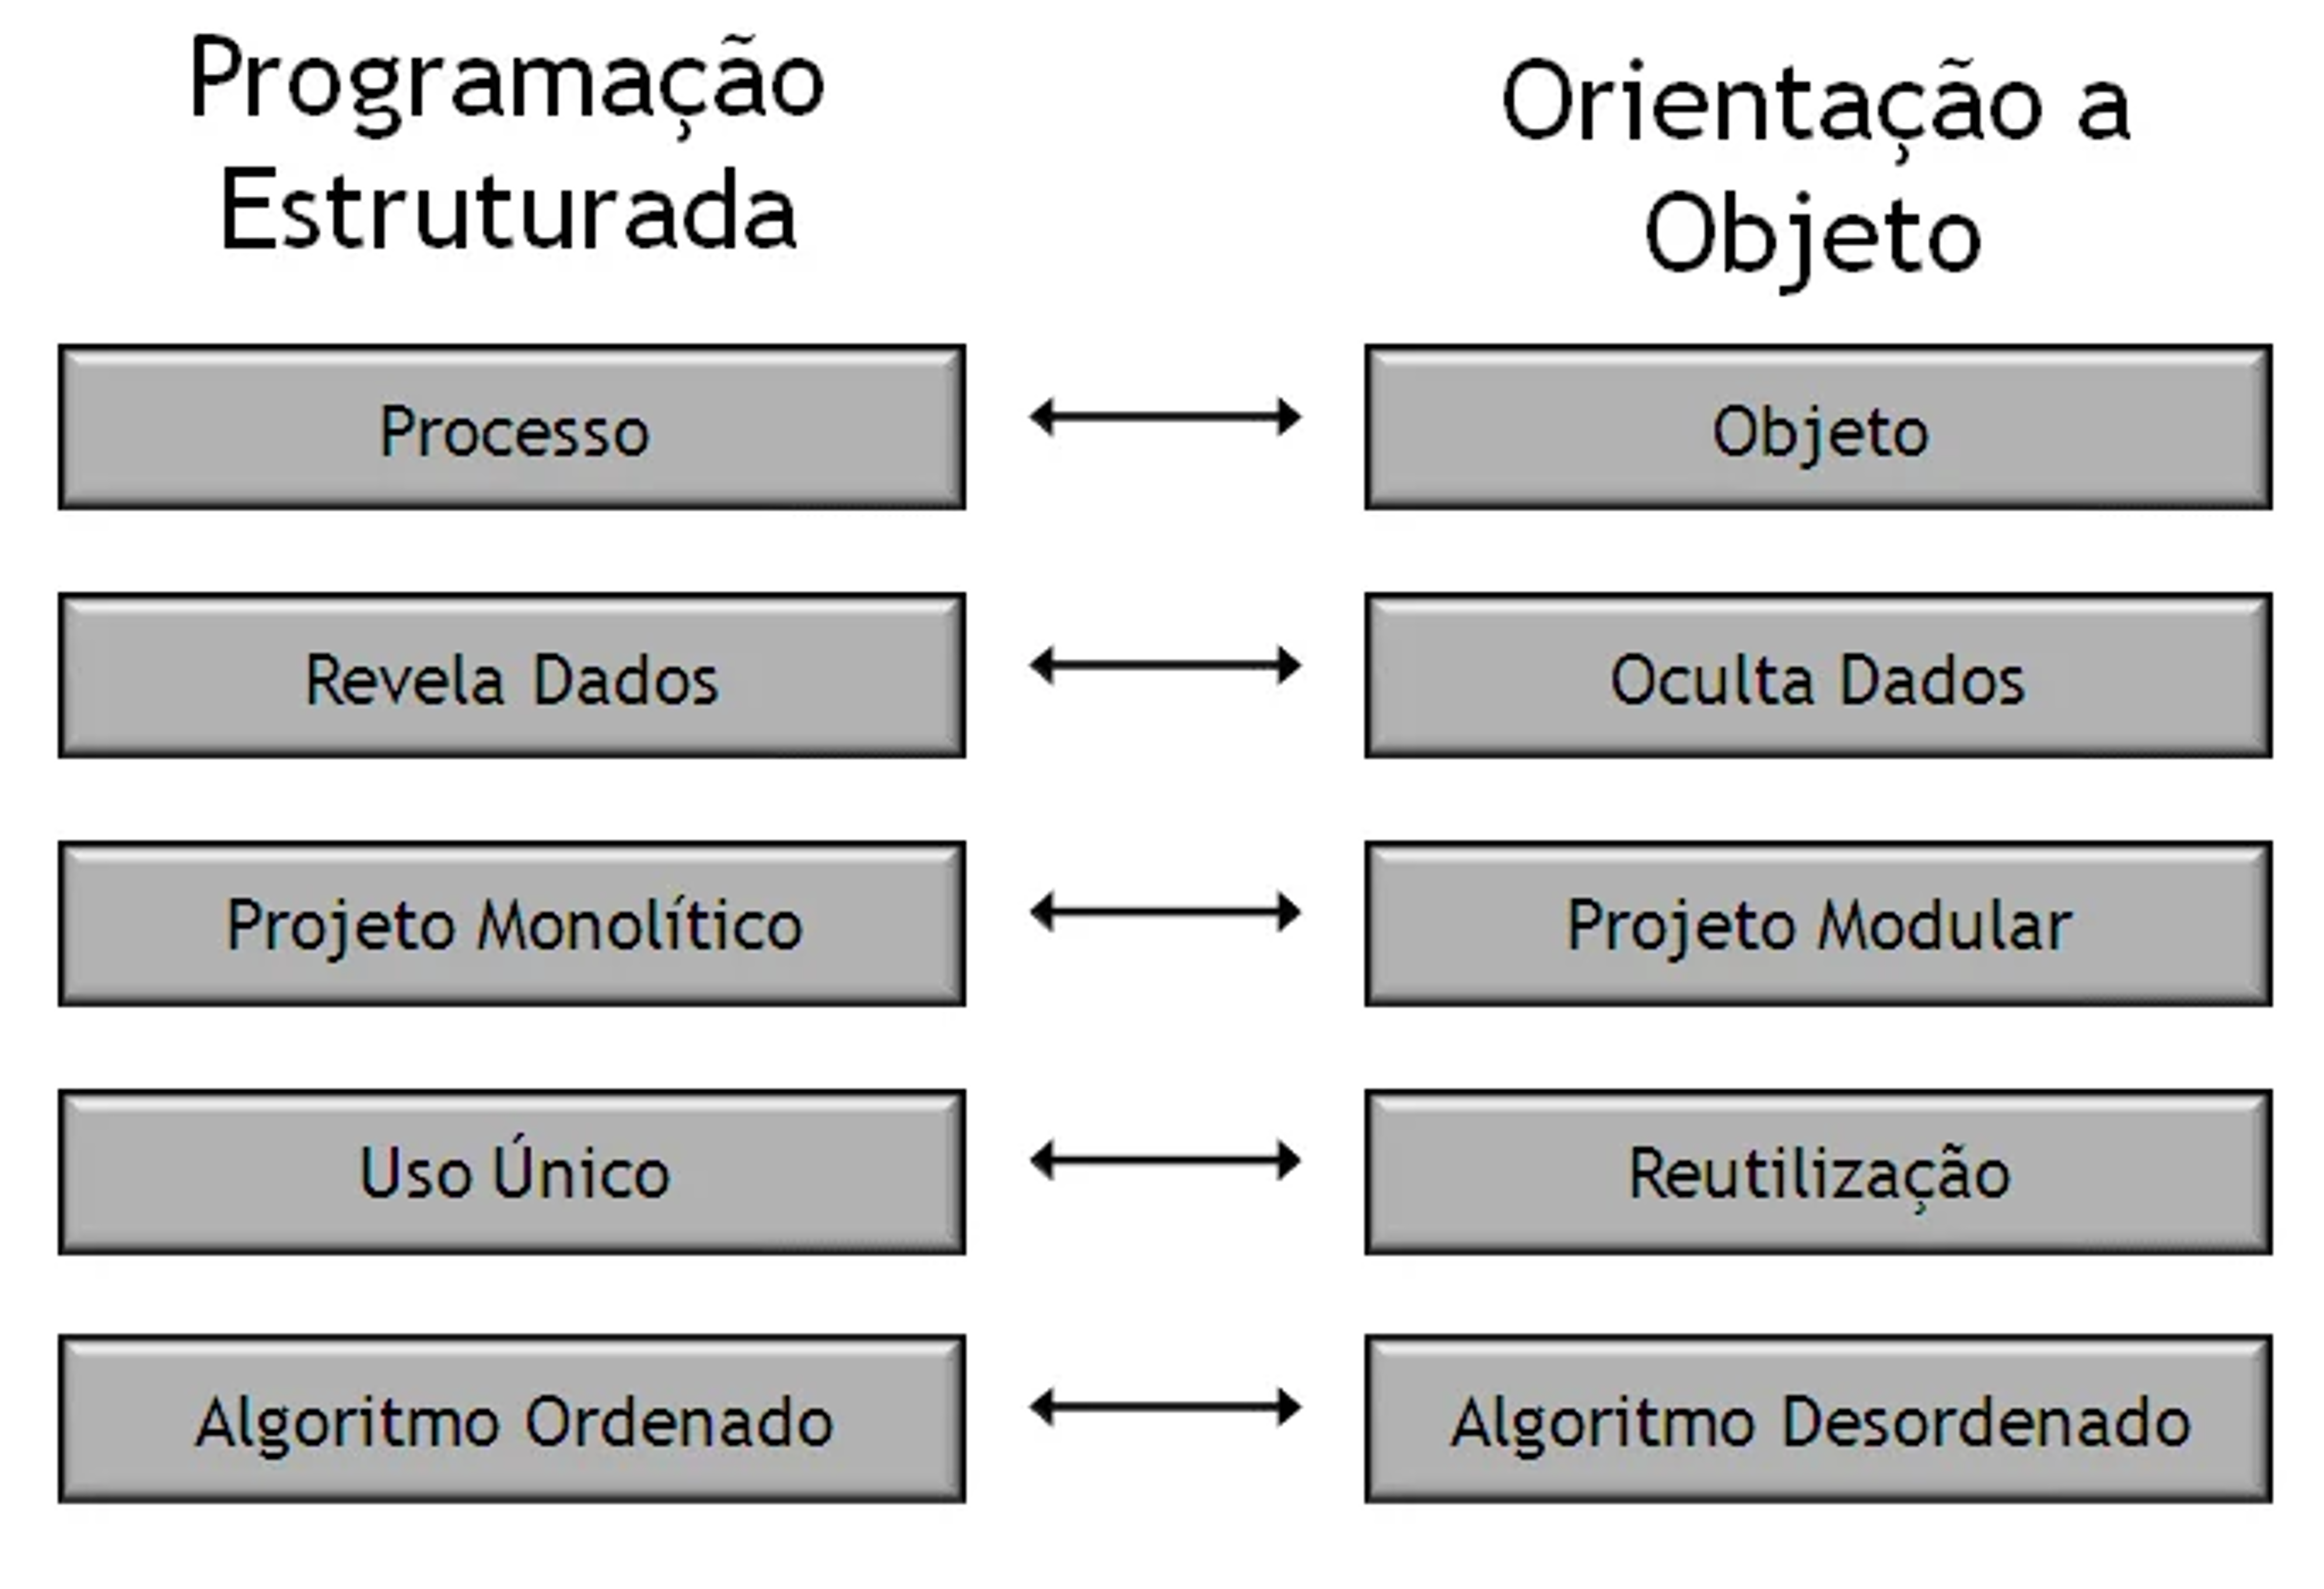 Programação
Estruturada
Orientação a
Objeto
Processo
Objeto
Revela Dados
Oculta Dados
Projeto Monolítico
Projeto Modular
Uso Único
Reutilização
Algoritmo Ordenado
Algoritmo Desordenado